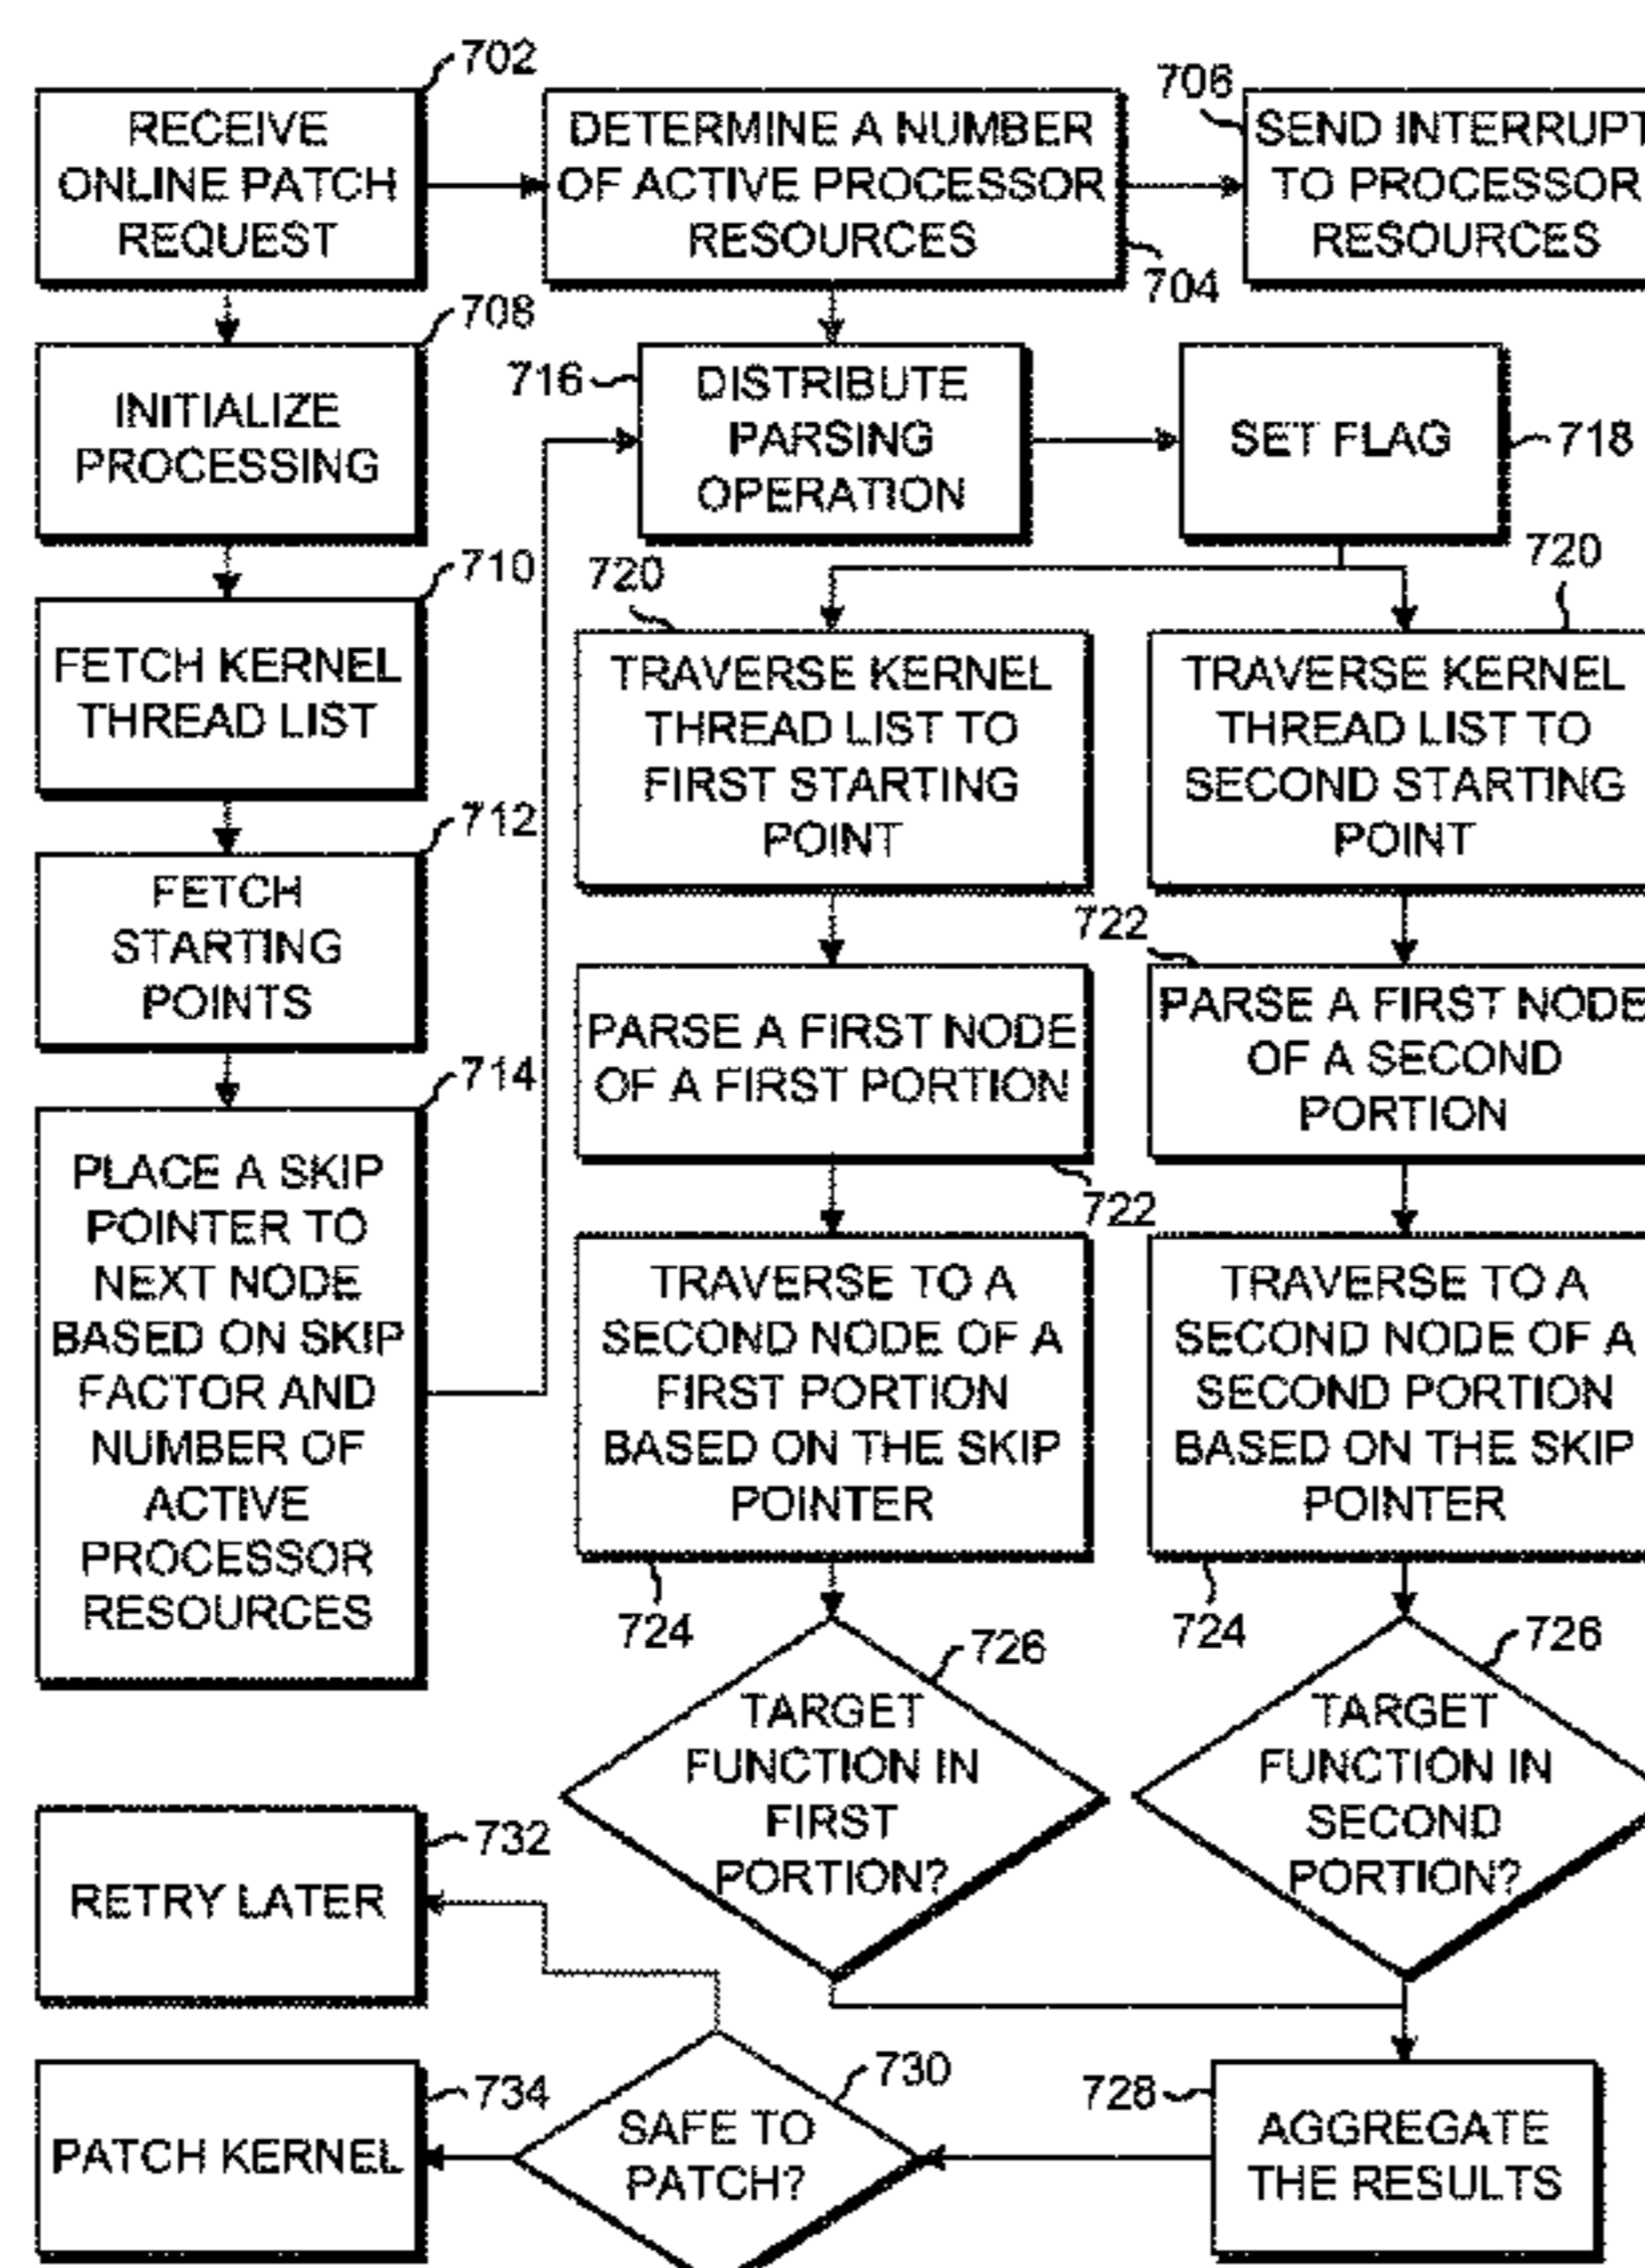 702
RECEIVE
ONLINE PATCH
REQUEST
DETERMINE A NUMBER
OF ACTIVE PROCESSOR
RESOURCES
704
706
SEND INTERRUPT
TO PROCESSOR
RESOURCES
708
INITIALIZE
PROCESSING
716
DISTRIBUTE
PARSING
OPERATION
SET FLAG
718
710
FETCH KERNEL
THREAD LIST
720
TRAVERSE KERNEL
THREAD LIST TO
FIRST STARTING
POINT
720
TRAVERSE KERNEL
THREAD LIST TO
SECOND STARTING
POINT
712
FETCH
STARTING
POINTS
PARSE A FIRST NODE
OF A FIRST PORTION
722
722
PARSE A FIRST NODE
OF A SECOND
PORTION
714
PLACE A SKIP
POINTER TO
NEXT NODE
BASED ON SKIP
FACTOR AND
NUMBER OF
ACTIVE
PROCESSOR
RESOURCES
TRAVERSE TO A
SECOND NODE OF A
FIRST PORTION
BASED ON THE SKIP
POINTER
724
TRAVERSE TO A
SECOND NODE OF A
SECOND PORTION
BASED ON THE SKIP
POINTER
724
726
TARGET
FUNCTION IN
FIRST
PORTION?
726
TARGET
FUNCTION IN
SECOND
PORTION?
732
RETRY LATER
734
PATCH KERNEL
730
SAFE TO
PATCH?
728
AGGREGATE
THE RESULTS